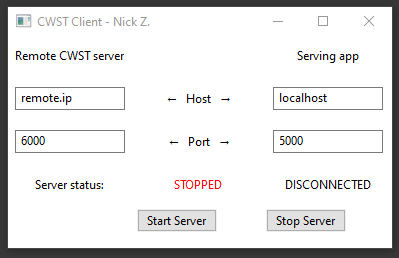 CWST Client - Nick Z.
Remote CWST server Serving app
remote.ip ← Host → localhost
6000 ← Port → 5000
Server status: STOPPED DISCONNECTED
Start Server Stop Server